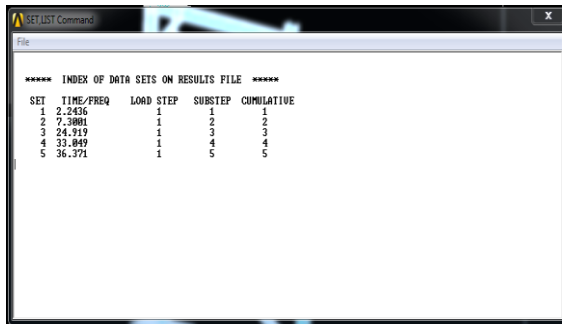 SET,LIST Command
X
File
***** INDEX OF DATA SETS ON RESULTS FILE *****
SET TIME/FREQ LOAD STEP SUBSTEP CUMULATIVE
1 2.2436 1 1 1
2 7.3001 1 2 2
3 24.919 1 3 3
4 33.049 1 4 4
5 36.371 1 5 5